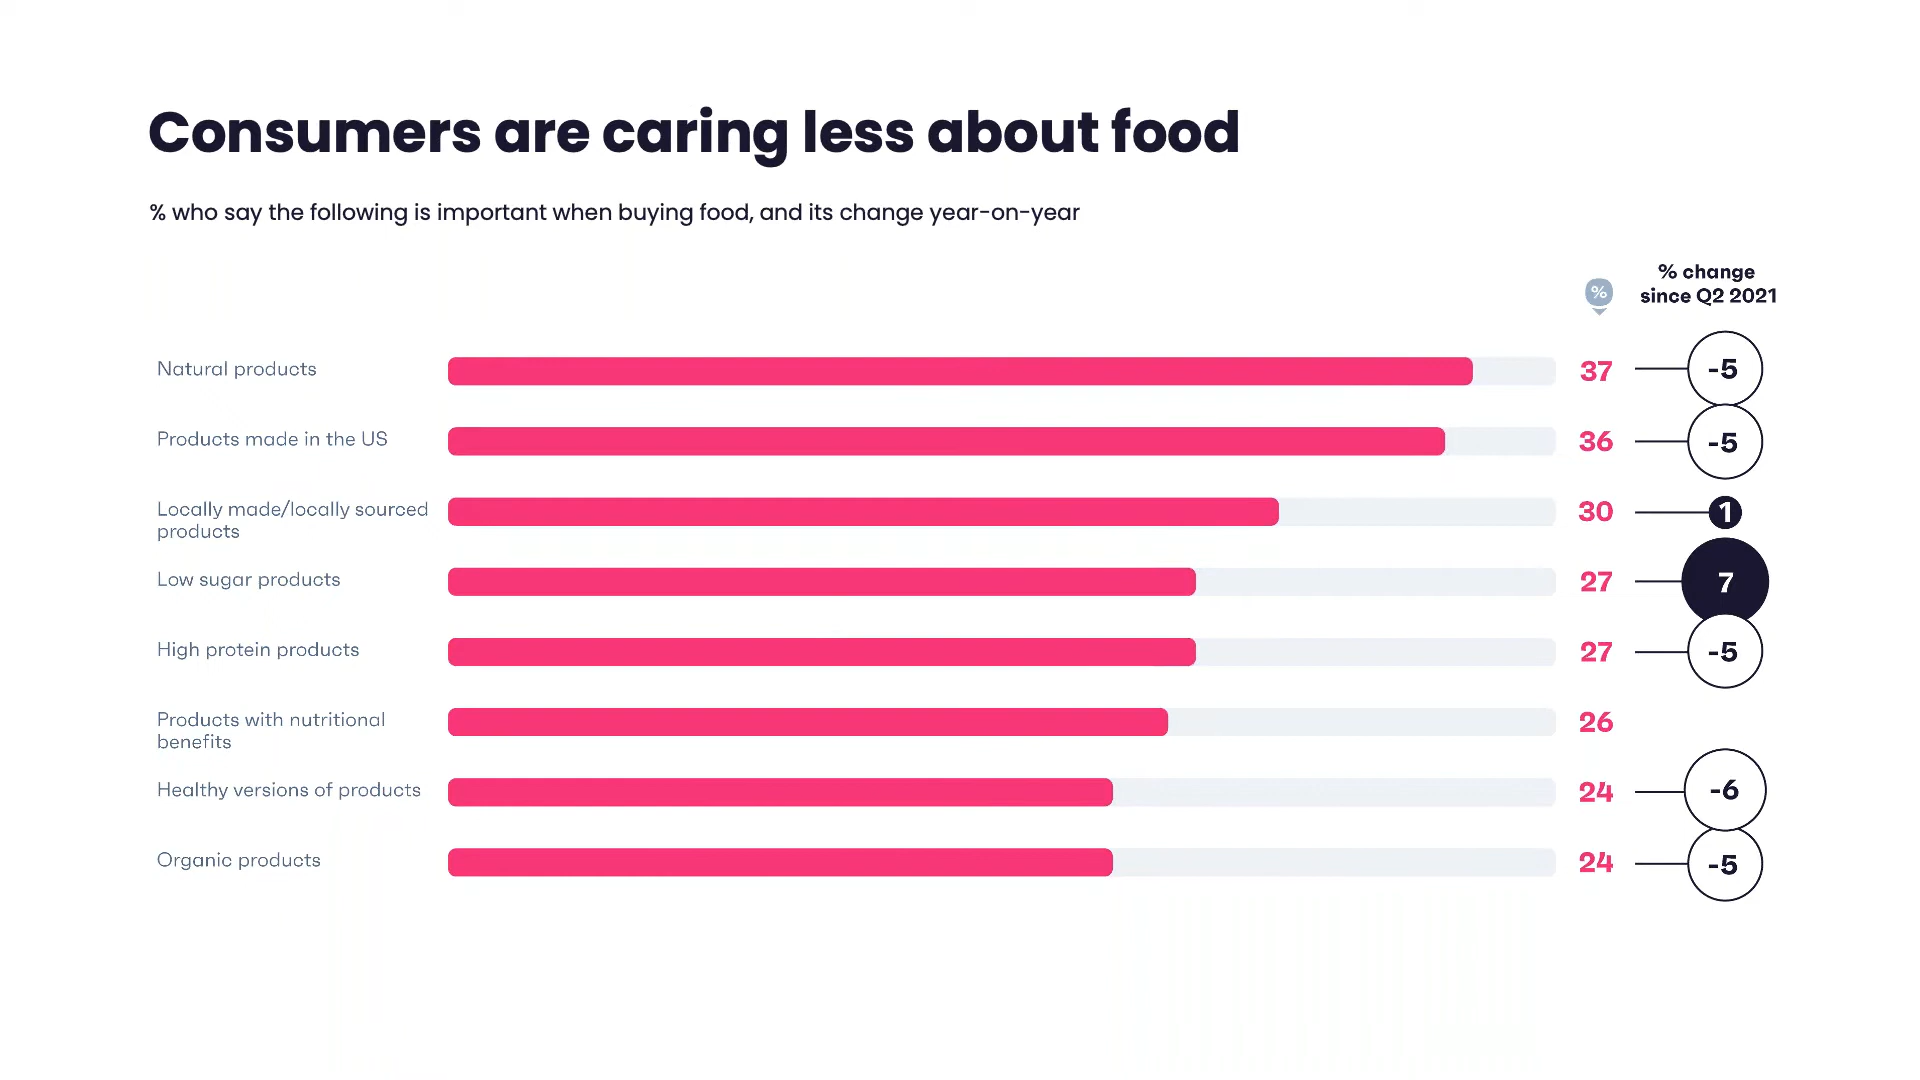 Consumers are caring less about food
% who say the following is important when buying food, and its change year-on-year
%
% change
since Q2 2021
Natural products
37
-5
Products made in the US
36
-5
Locally made/locally sourced
products
30
1
Low sugar products
27
7
High protein products
27
-5
Products with nutritional
benefits
26
Healthy versions of products
24
-6
Organic products
24
-5